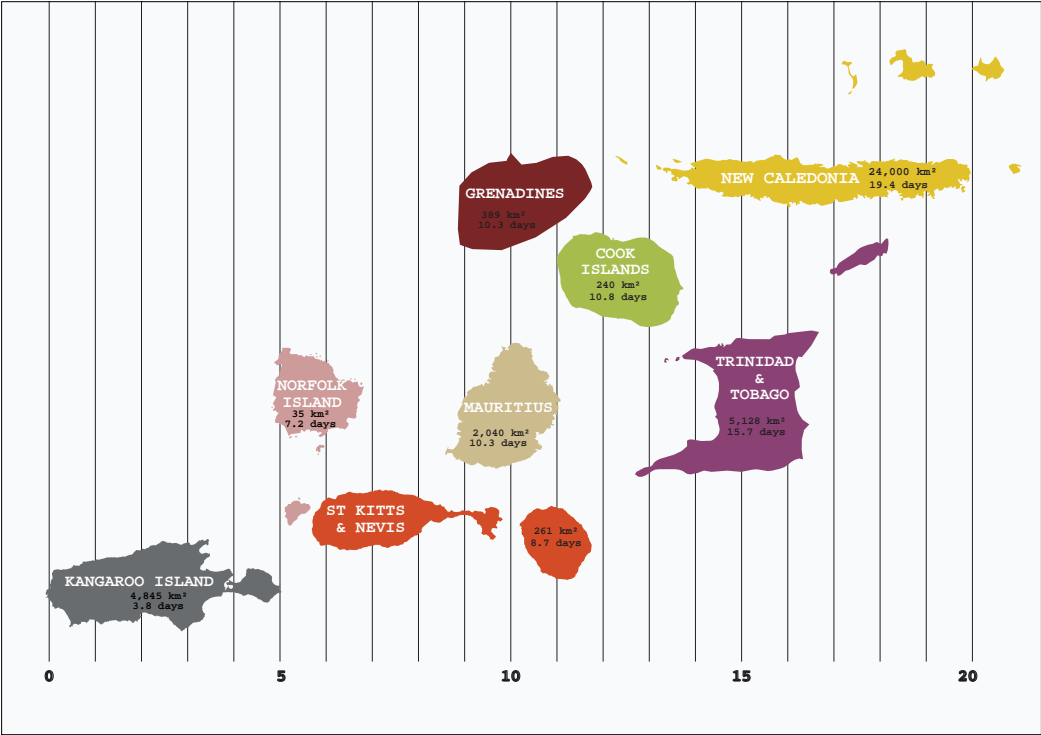 NEW CALEDONIA
24,000 km²
19.4 days
GRENADINES
389 km²
10.3 days
COOK
ISLANDS
240 km²
10.8 days
TRINIDAD
&
TOBAGO
5,128 km²
15.7 days
NORFOLK
ISLAND
35 km²
7.2 days
MAURITIUS
2,040 km²
10.3 days
ST KITTS
& NEVIS
261 km²
8.7 days
KANGAROO ISLAND
4,845 km²
3.8 days
0 5 10 15 20